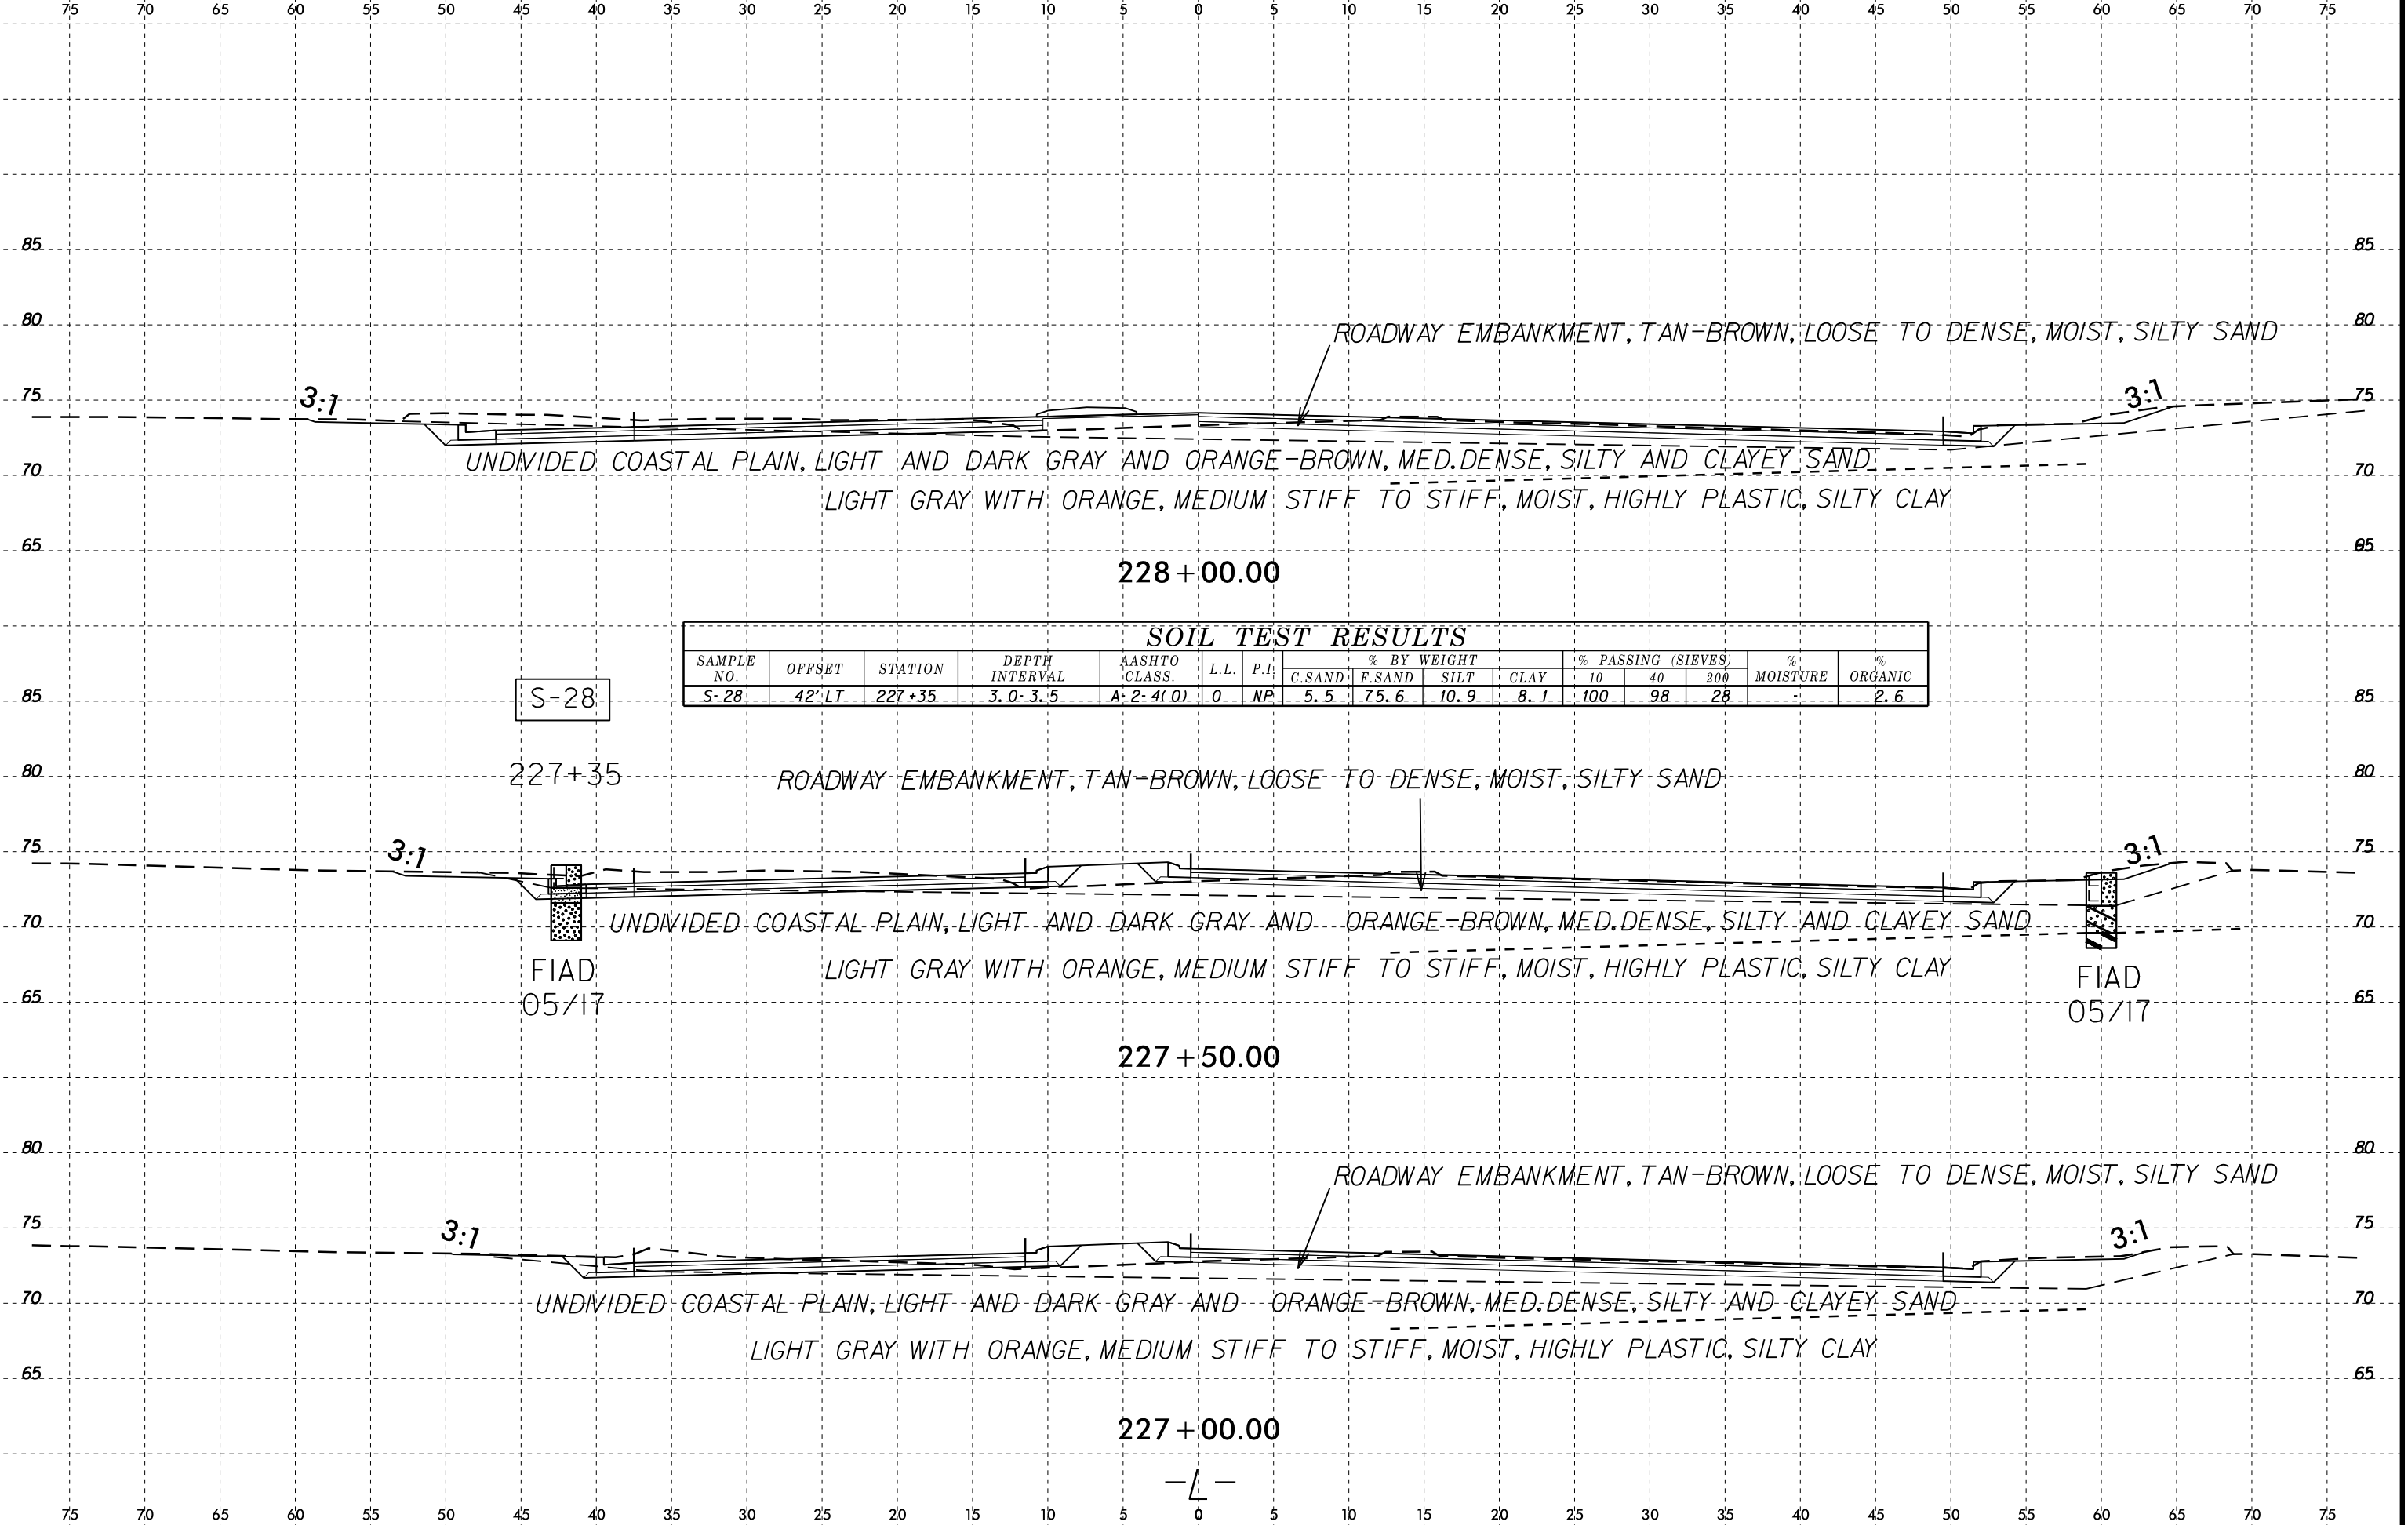 75 70 65 60 55 50 45 40 35 30 25 20 15 10 5 0 5 10 15 20 25 30 35 40 45 50 55 60 65 70 75
85 85
80 80
ROADWAY EMBANKMENT, TAN-BROWN, LOOSE TO DENSE, MOIST, SILTY SAND
75 3:1 3:1 75
UNDIVIDED COASTAL PLAIN, LIGHT AND DARK GRAY AND ORANGE-BROWN, MED. DENSE, SILTY AND CLAYEY SAND
70 70
LIGHT GRAY WITH ORANGE, MEDIUM STIFF TO STIFF, MOIST, HIGHLY PLASTIC, SILTY CLAY
65 65
228+00.00
SOIL TEST RESULTS
SAMPLE NO. OFFSET STATION DEPTH INTERVAL AASHTO CLASS. L.L. P.I. % BY WEIGHT % PASSING (SIEVES) % MOISTURE % ORGANIC
C.SAND F.SAND SILT CLAY 10 40 200
S-28 42' LT 227+35 3.0-3.5 A-2-4(0) 0 NP 5.5 75.6 10.9 8.1 100 98 28 - 2.6
85 S-28 85
80 227+35 80
ROADWAY EMBANKMENT, TAN-BROWN, LOOSE TO DENSE, MOIST, SILTY SAND
75 3:1 3:1 75
70 UNDIVIDED COASTAL PLAIN, LIGHT AND DARK GRAY AND ORANGE-BROWN, MED. DENSE, SILTY AND CLAYEY SAND 70
LIGHT GRAY WITH ORANGE, MEDIUM STIFF TO STIFF, MOIST, HIGHLY PLASTIC, SILTY CLAY
FIAD FIAD
65 05/17 05/17 65
227+50.00
80 80
ROADWAY EMBANKMENT, TAN-BROWN, LOOSE TO DENSE, MOIST, SILTY SAND
75 3:1 3:1 75
70 UNDIVIDED COASTAL PLAIN, LIGHT AND DARK GRAY AND ORANGE-BROWN, MED. DENSE, SILTY AND CLAYEY SAND 70
LIGHT GRAY WITH ORANGE, MEDIUM STIFF TO STIFF, MOIST, HIGHLY PLASTIC, SILTY CLAY
65 65
227+00.00
-L-
75 70 65 60 55 50 45 40 35 30 25 20 15 10 5 0 5 10 15 20 25 30 35 40 45 50 55 60 65 70 75